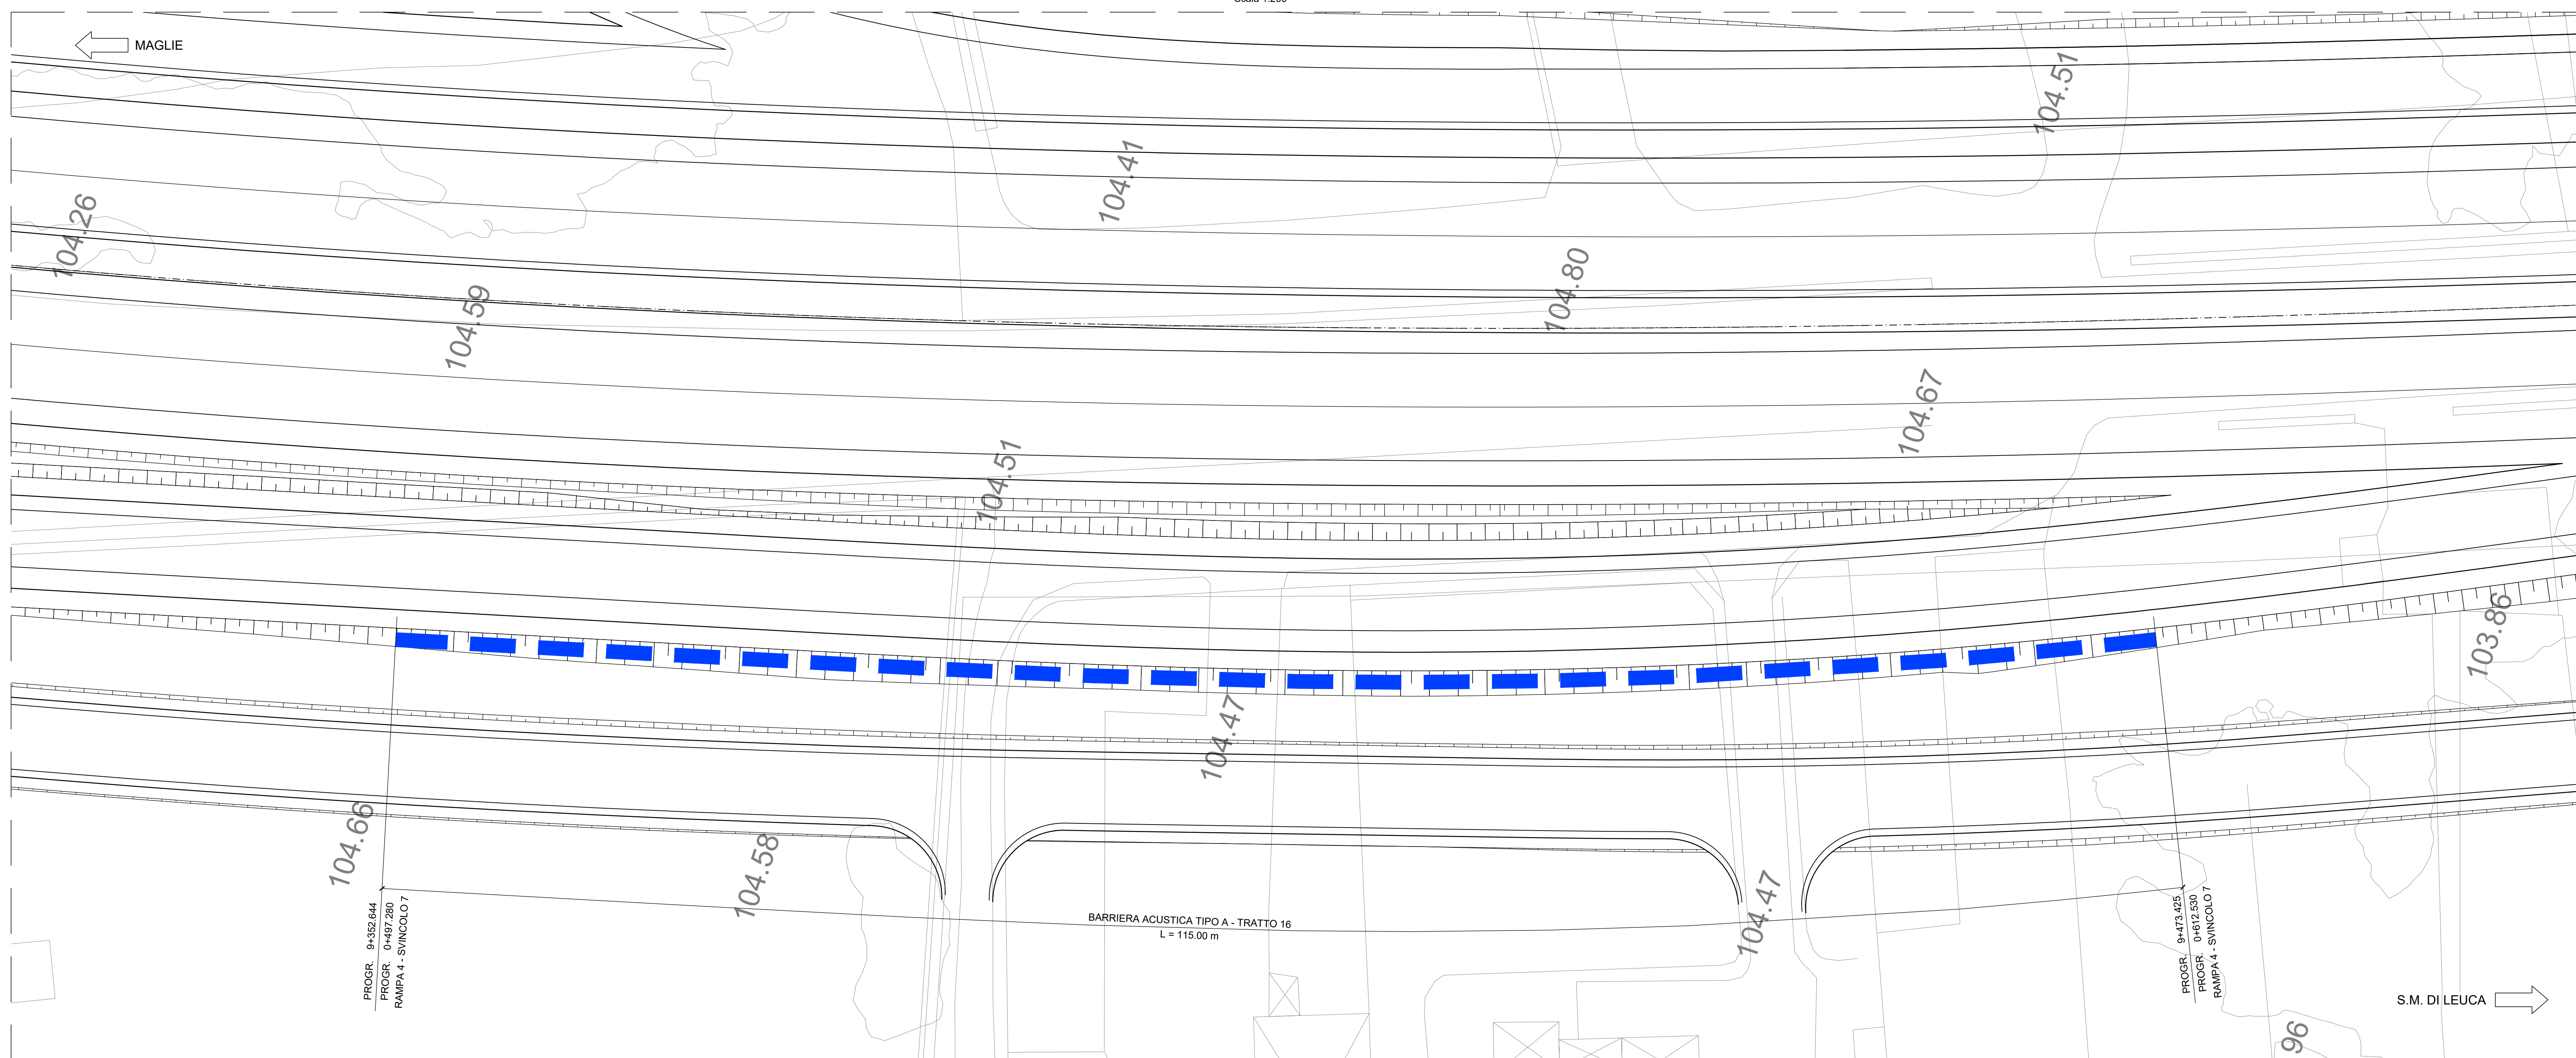 MAGLIE
104.51
104.41
104.26
104.80
104.59
104.67
104.51
103.86
104.47
104.66
104.58
104.47
BARRIERA ACUSTICA TIPO A - TRATTO 16
L = 115.00 m
PROGR. 9+352.644
PROGR. 0+497.280
RAMPA 4 - SVINCOLO 7
PROGR. 9+473.425
PROGR. 0+612.530
RAMPA 4 - SVINCOLO 7
S.M. DI LEUCA
96